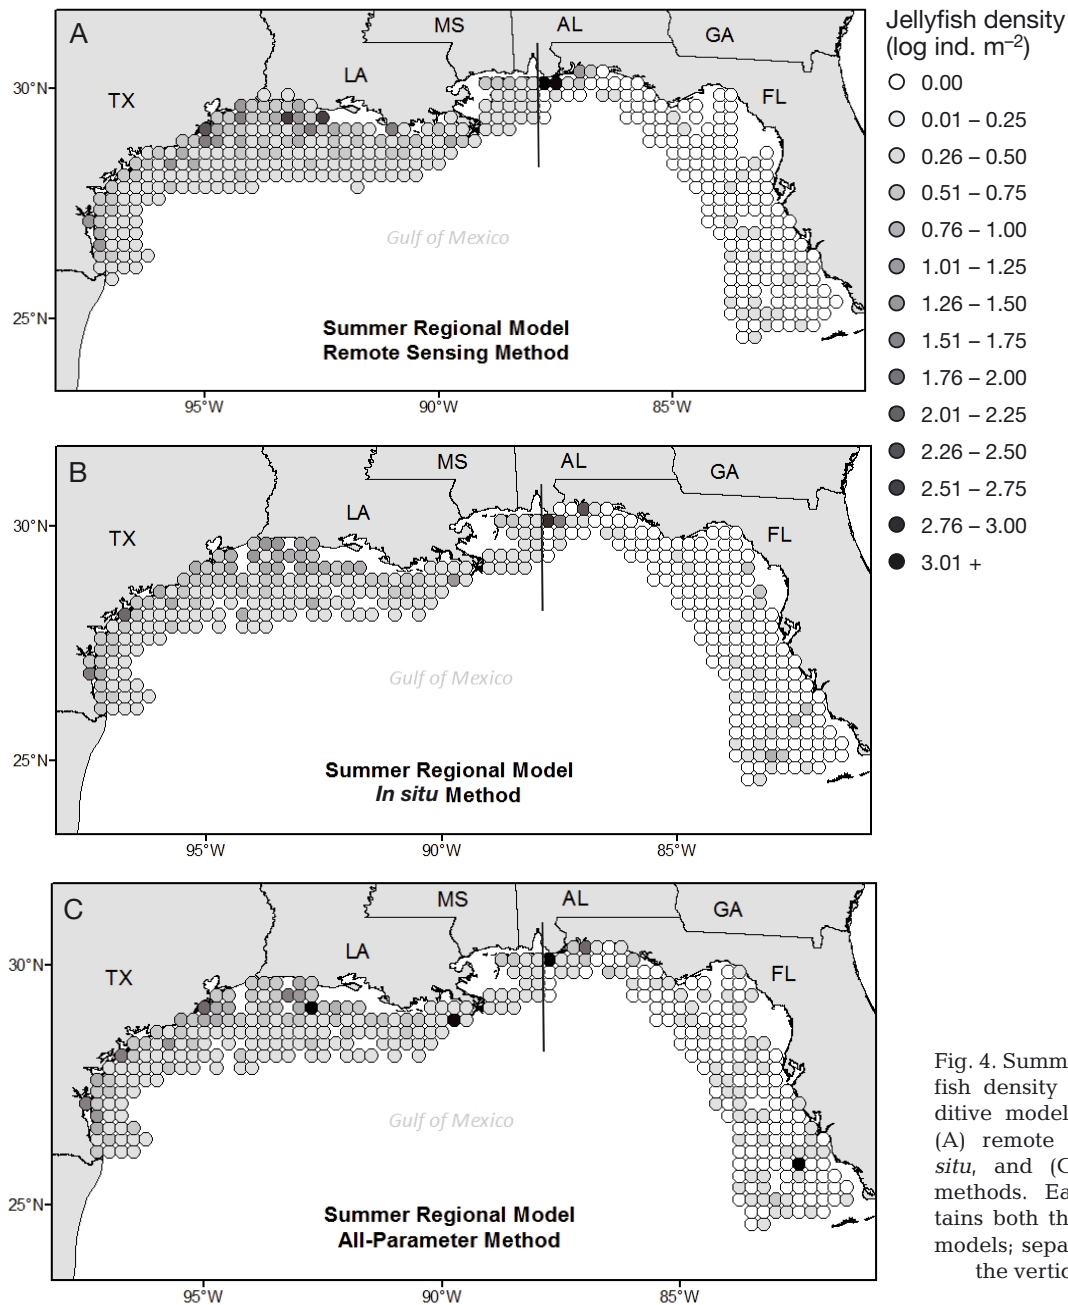 A
MS
AL
GA
LA
TX
FL
30°N
25°N
Gulf of Mexico
Summer Regional Model
Remote Sensing Method
95°W
90°W
85°W
Jellyfish density
(log ind. m–2)
0.00
0.01 – 0.25
0.26 – 0.50
0.51 – 0.75
0.76 – 1.00
1.01 – 1.25
1.26 – 1.50
1.51 – 1.75
1.76 – 2.00
2.01 – 2.25
2.26 – 2.50
2.51 – 2.75
2.76 – 3.00
3.01 +
B
MS
AL
GA
LA
TX
FL
30°N
25°N
Gulf of Mexico
Summer Regional Model
In situ Method
95°W
90°W
85°W
C
MS
AL
GA
LA
TX
FL
30°N
25°N
Gulf of Mexico
Summer Regional Model
All-Parameter Method
95°W
90°W
85°W
Fig. 4. Summ
fish density
ditive model
(A) remote
situ, and (C
methods. Ea
tains both th
models; sepa
the vertic